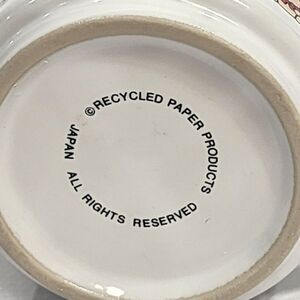 ©RECYCLED PAPER PRODUCTS
ALL RIGHTS RESERVED
JAPAN